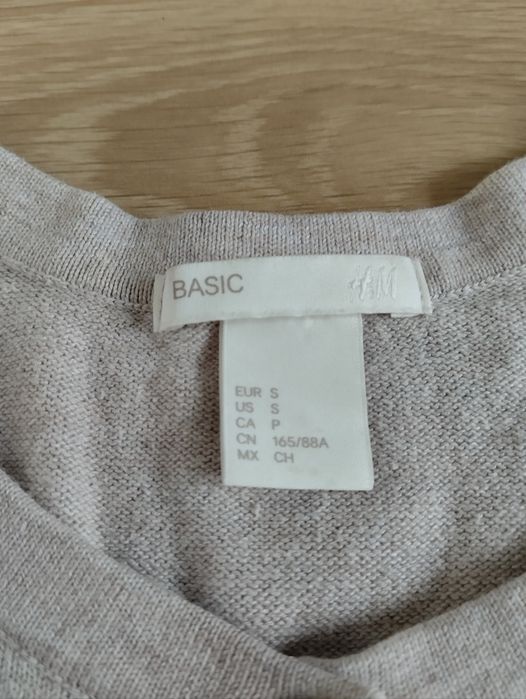 BASIC H&M
EUR S
US S
CA P
CN 165/88A
MX CH